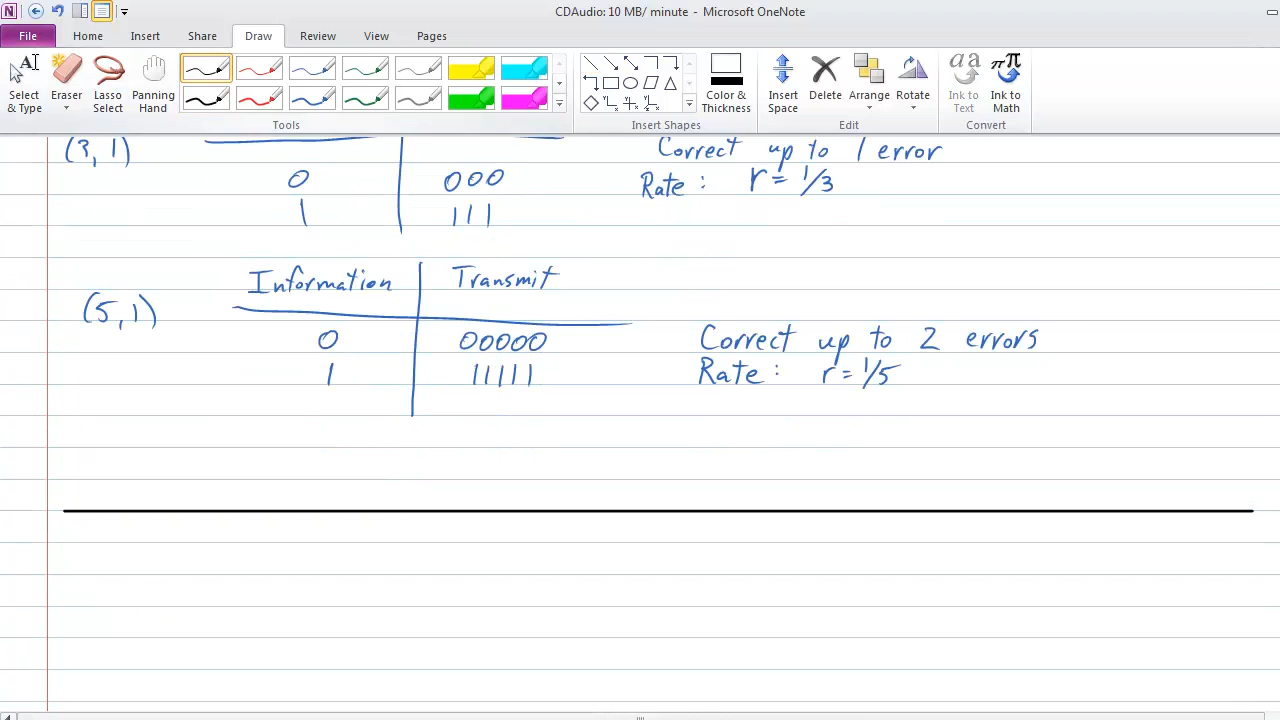 CDAudio: 10 MB/ minute - Microsoft OneNote
File Home Insert Share Draw Review View Pages
Select & Type
Eraser
Lasso Select
Panning Hand
Color & Thickness
Insert Space
Delete
Arrange
Rotate
Ink to Text
Ink to Math
Tools Insert Shapes Edit Convert
(3, 1) Correct up to 1 error
0 000 Rate: r = 1/3
1 111
Information Transmit
(5, 1)
0 00000 Correct up to 2 errors
1 11111 Rate: r = 1/5